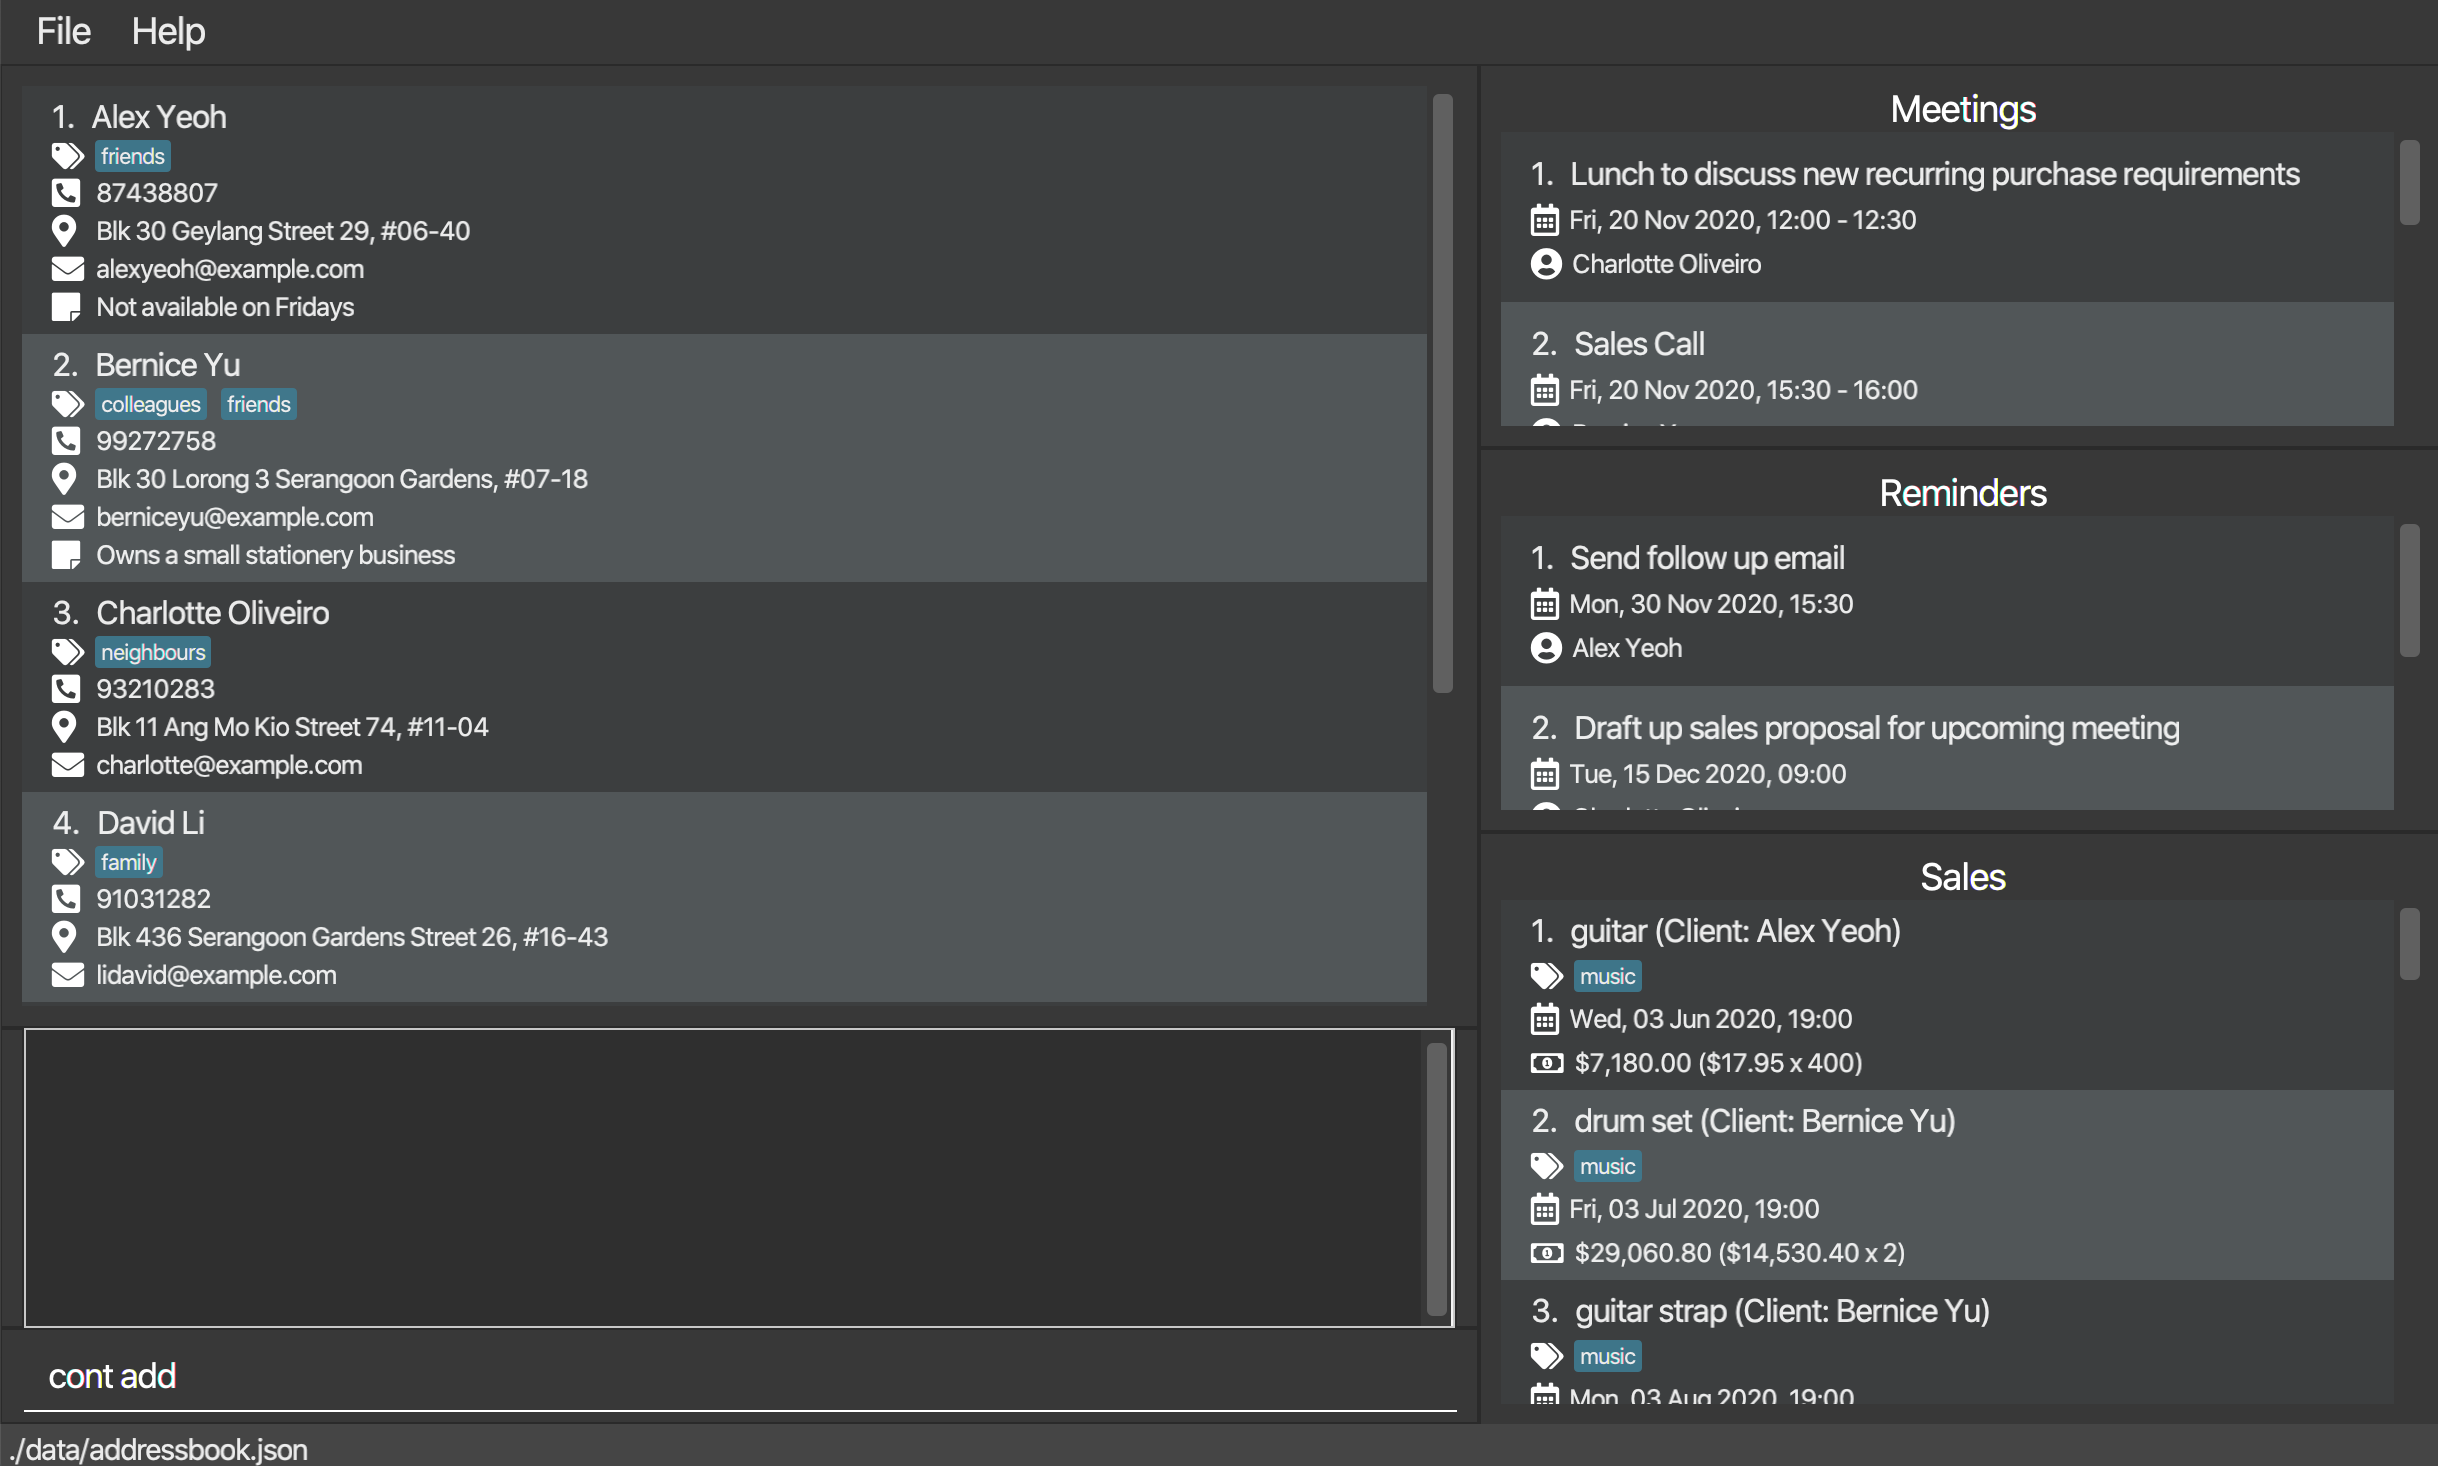 File Help
1. Alex Yeoh
friends
87438807
Blk 30 Geylang Street 29, #06-40
alexyeoh@example.com
Not available on Fridays
2. Bernice Yu
colleagues friends
99272758
Blk 30 Lorong 3 Serangoon Gardens, #07-18
berniceyu@example.com
Owns a small stationery business
3. Charlotte Oliveiro
neighbours
93210283
Blk 11 Ang Mo Kio Street 74, #11-04
charlotte@example.com
4. David Li
family
91031282
Blk 436 Serangoon Gardens Street 26, #16-43
lidavid@example.com
cont add
./data/addressbook.json
Meetings
1. Lunch to discuss new recurring purchase requirements
Fri, 20 Nov 2020, 12:00 - 12:30
Charlotte Oliveiro
2. Sales Call
Fri, 20 Nov 2020, 15:30 - 16:00
Reminders
1. Send follow up email
Mon, 30 Nov 2020, 15:30
Alex Yeoh
2. Draft up sales proposal for upcoming meeting
Tue, 15 Dec 2020, 09:00
Sales
1. guitar (Client: Alex Yeoh)
music
Wed, 03 Jun 2020, 19:00
$7,180.00 ($17.95 x 400)
2. drum set (Client: Bernice Yu)
music
Fri, 03 Jul 2020, 19:00
$29,060.80 ($14,530.40 x 2)
3. guitar strap (Client: Bernice Yu)
music
Mon, 03 Aug 2020, 19:00